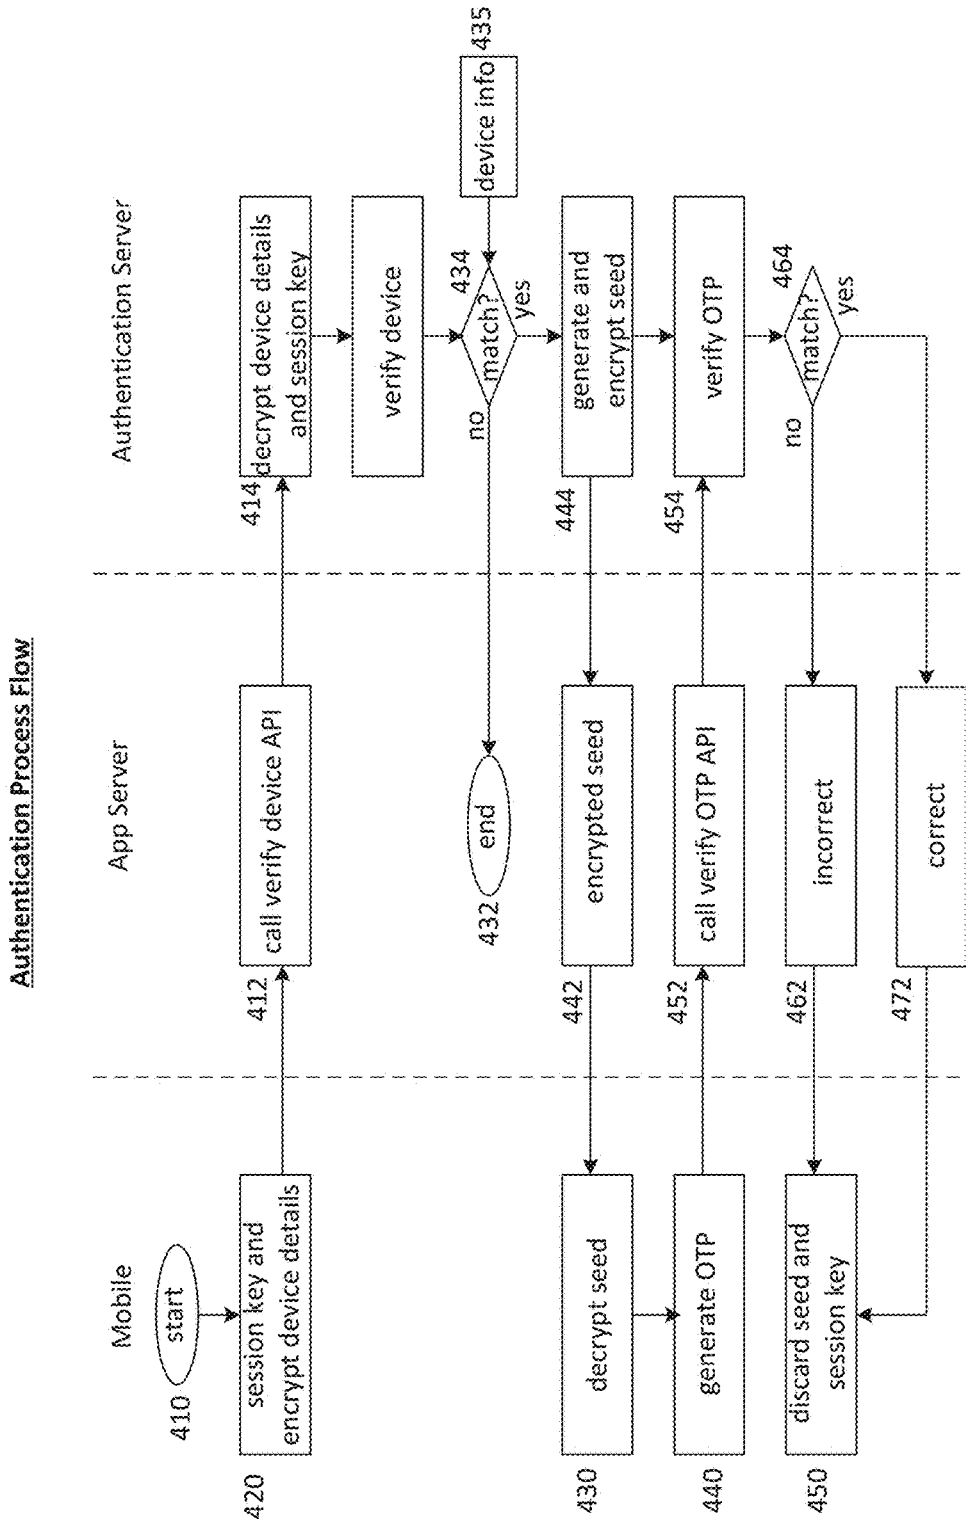 Authentication Process Flow
Mobile
App Server
Authentication Server
410
start
420
session key and
encrypt device details
412
call verify device API
414
decrypt device details
and session key
verify device
434
match?
no
yes
device info
435
432
end
444
generate and
encrypt seed
442
encrypted seed
430
decrypt seed
440
generate OTP
452
call verify OTP API
454
verify OTP
464
match?
no
yes
462
incorrect
472
correct
450
discard seed and
session key